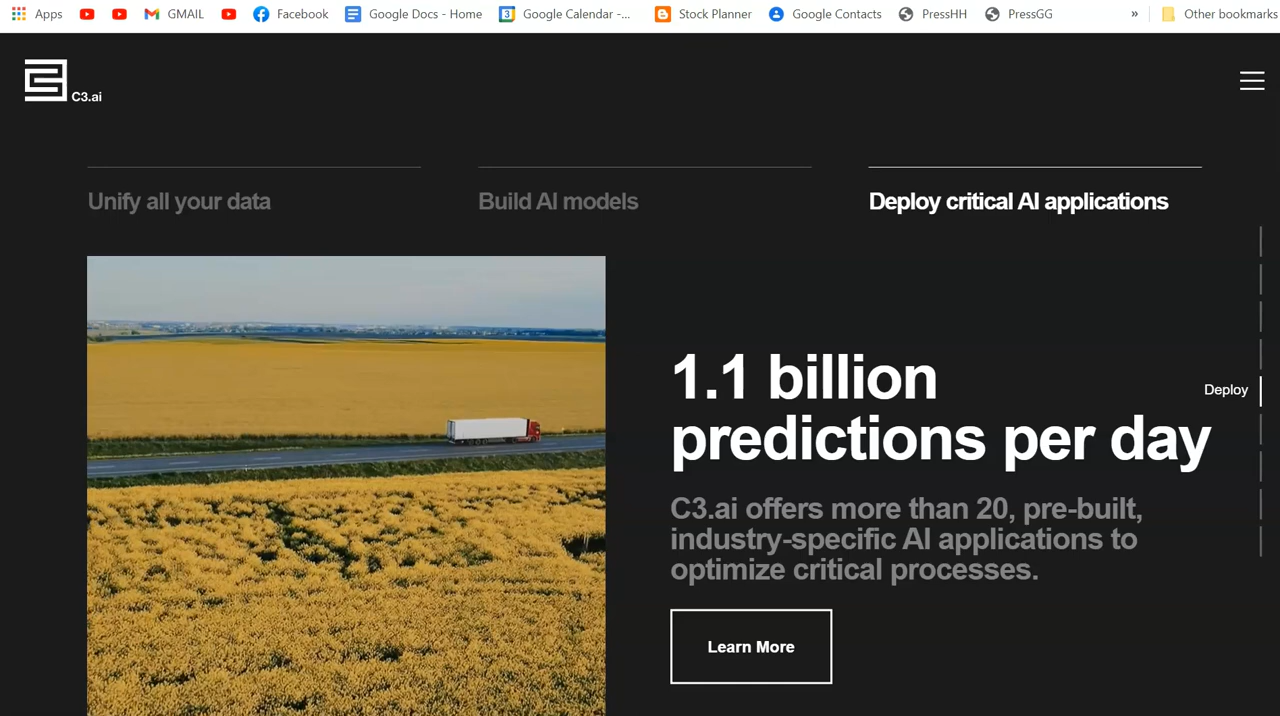 Apps GMAIL Facebook Google Docs - Home Google Calendar -... Stock Planner Google Contacts PressHH PressGG » Other bookmarks
C3.ai
Unify all your data Build AI models Deploy critical AI applications
1.1 billion
Deploy
predictions per day
C3.ai offers more than 20, pre-built,
industry-specific AI applications to
optimize critical processes.
Learn More